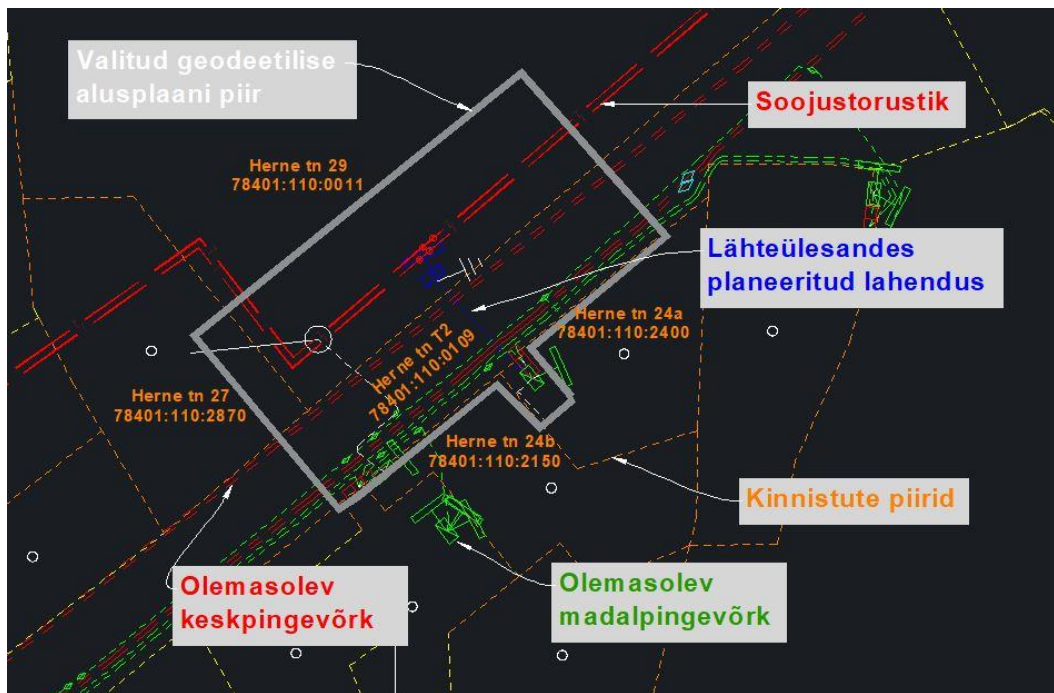 Valitud geodeetilise
alusplaani piir
Soojustorustik
Herne tn 29
78401:110:0011
Lähteülesandes
planeeritud lahendus
Herne tn 24a
78401:110:2400
Herne tn T2
78401:110:0109
Herne tn 27
78401:110:2870
Herne tn 24b
78401:110:2150
Kinnistute piirid
Olemasolev
keskpingevõrk
Olemasolev
madalpingevõrk